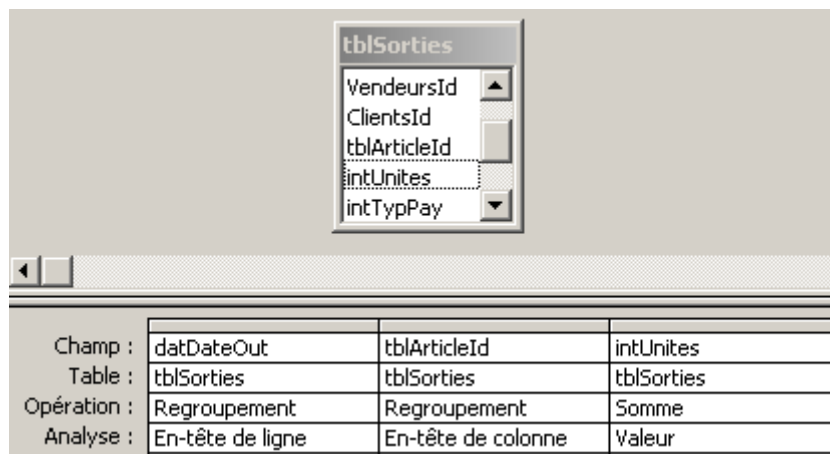 tblSorties
VendeursId
ClientsId
tblArticleId
intUnites
intTypPay
Champ : datDateOut tblArticleId intUnites
Table : tblSorties tblSorties tblSorties
Opération : Regroupement Regroupement Somme
Analyse : En-tête de ligne En-tête de colonne Valeur